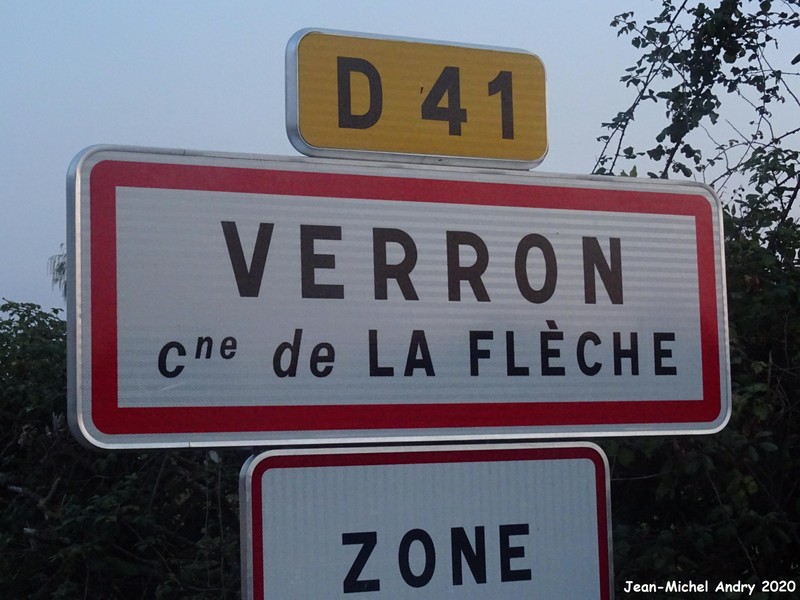 D 41
VERRON
Cne de LA FLÈCHE
ZONE
Jean-Michel Andry 2020